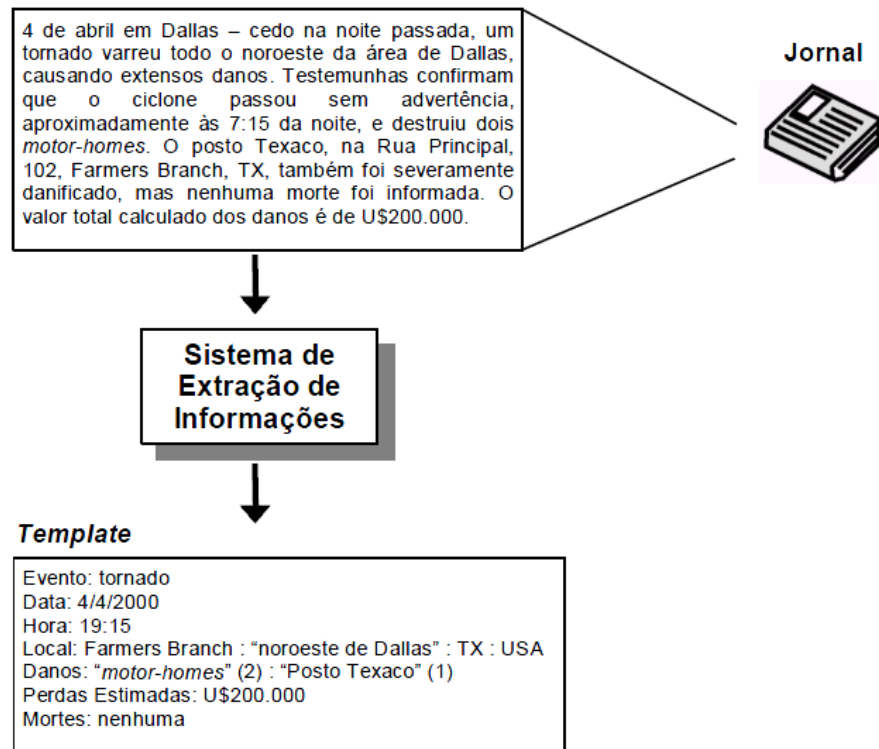 4 de abril em Dallas – cedo na noite passada, um
tornado varreu todo o noroeste da área de Dallas,
causando extensos danos. Testemunhas confirmam
que o ciclone passou sem advertência,
aproximadamente às 7:15 da noite, e destruiu dois
motor-homes. O posto Texaco, na Rua Principal,
102, Farmers Branch, TX, também foi severamente
danificado, mas nenhuma morte foi informada. O
valor total calculado dos danos é de U$200.000.
Jornal
Sistema de
Extração de
Informações
Template
Evento: tornado
Data: 4/4/2000
Hora: 19:15
Local: Farmers Branch : “noroeste de Dallas” : TX : USA
Danos: “motor-homes” (2) : “Posto Texaco” (1)
Perdas Estimadas: U$200.000
Mortes: nenhuma